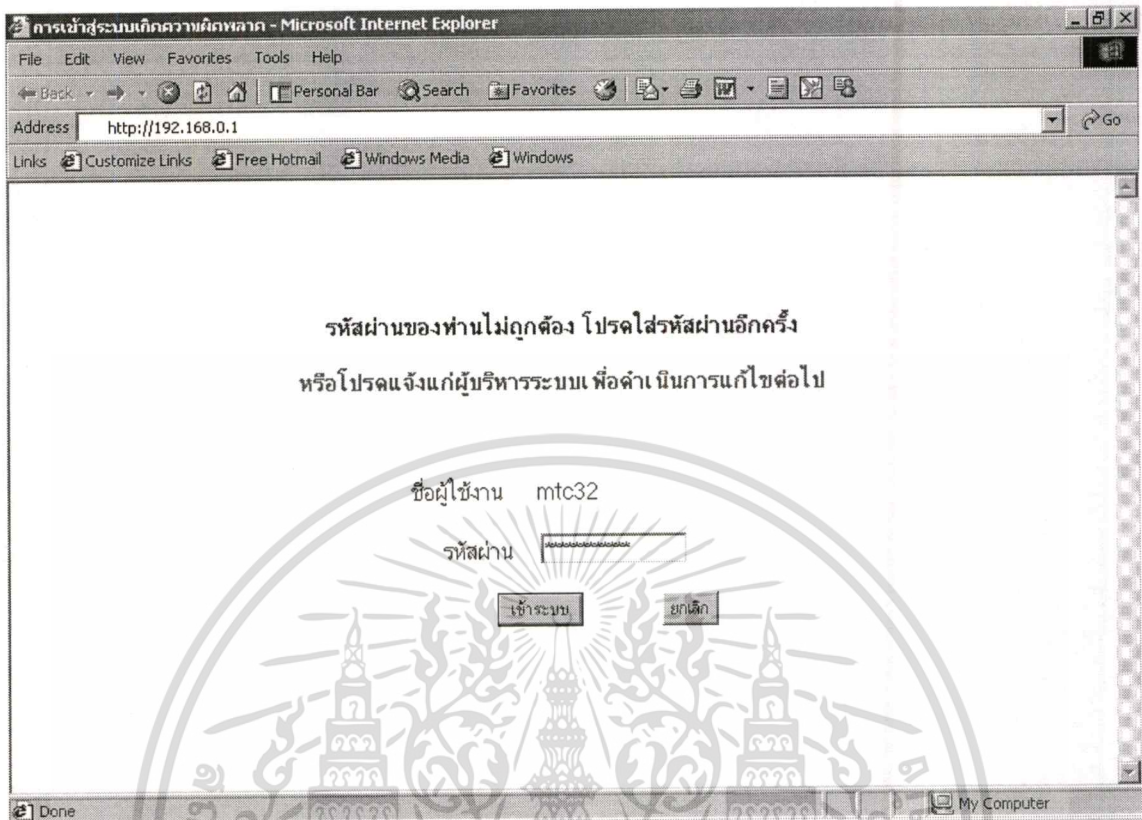 การเข้าสู่ระบบเกิดความผิดพลาด - Microsoft Internet Explorer
File Edit View Favorites Tools Help
Back Personal Bar Search Favorites
Address http://192.168.0.1 Go
Links Customize Links Free Hotmail Windows Media Windows
รหัสผ่านของท่านไม่ถูกต้อง โปรดใส่รหัสผ่านอีกครั้ง
หรือโปรดแจ้งแก่ผู้บริหารระบบเพื่อดำเนินการแก้ไขต่อไป
ชื่อผู้ใช้งาน mtc32
รหัสผ่าน ************
เข้าระบบ ยกเลิก
Done My Computer